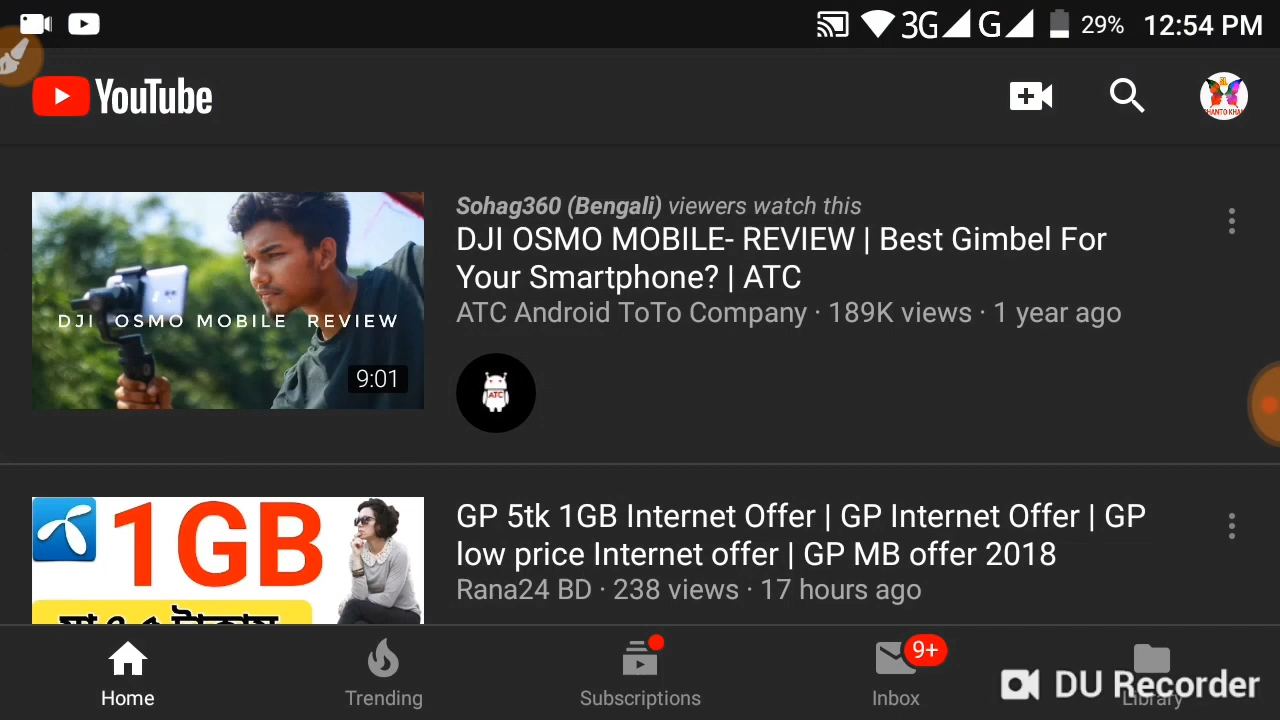 3G G 29% 12:54 PM
YouTube
Sohag360 (Bengali) viewers watch this
DJI OSMO MOBILE- REVIEW | Best Gimbel For
Your Smartphone? | ATC
ATC Android ToTo Company · 189K views · 1 year ago
DJI OSMO MOBILE REVIEW
9:01
ATC
GP 5tk 1GB Internet Offer | GP Internet Offer | GP
low price Internet offer | GP MB offer 2018
Rana24 BD · 238 views · 17 hours ago
1GB
9+
Home Trending Subscriptions Inbox Library
DU Recorder